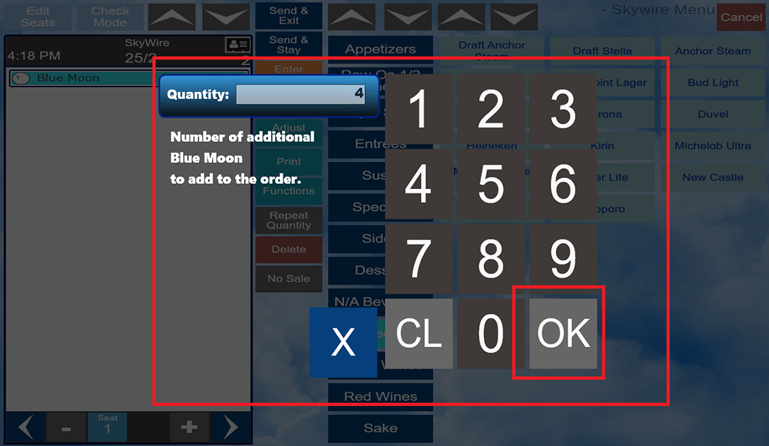 Edit
Seats
Check
Mode
Send &
Exit
- Skywire Menu
Cancel
4:18 PM
SkyWire
25/2
2
Send &
Stay
Enter
Adjust
Print
Functions
Repeat
Quantity
Delete
No Sale
1 Blue Moon
Quantity: 4
Number of additional
Blue Moon
to add to the order.
Appetizers
Raw On 1/2
Entrees
Sus
Spec
Side
Dess
N/A Bev
Red Wines
Sake
Draft Anchor
Steam
Draft Stella
Anchor Steam
oint Lager
Bud Light
rona
Duvel
Heineken
Kirin
Michelob Ultra
er Lite
New Castle
pporo
1 2 3
4 5 6
7 8 9
X CL 0 OK
Seat
1
- +